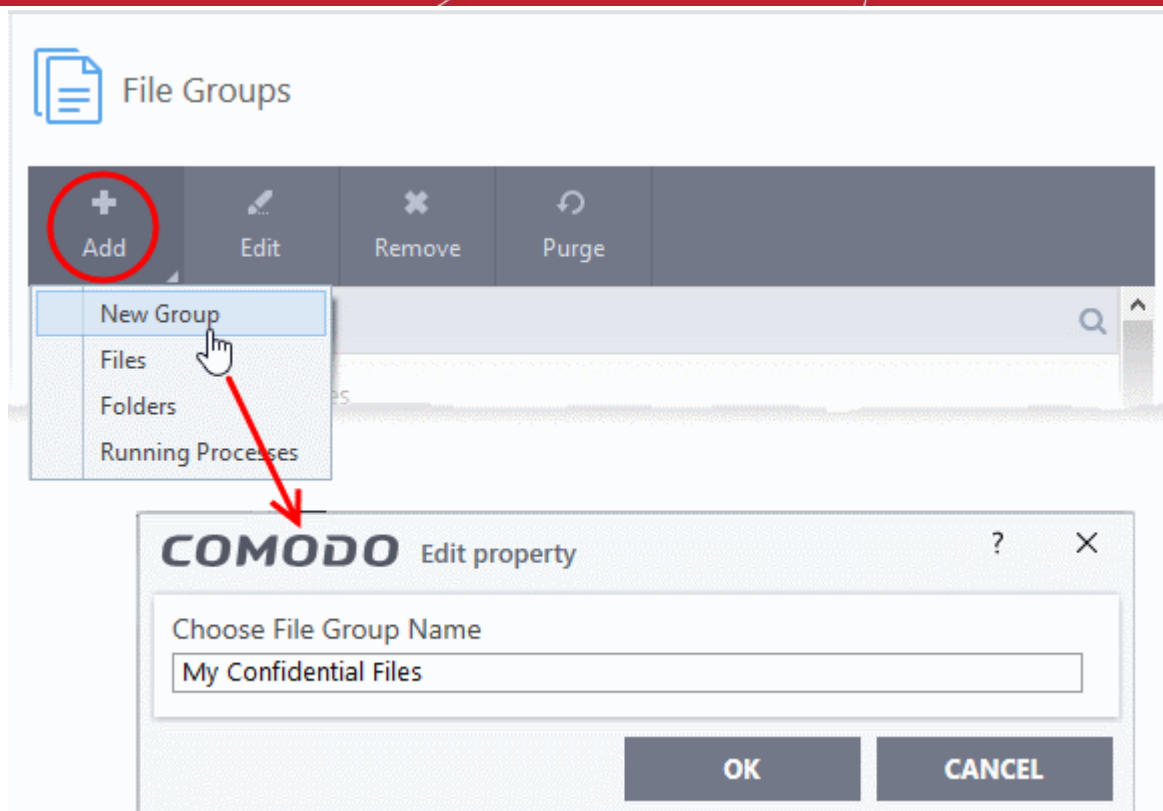 File Groups
Add Edit Remove Purge
New Group
Files
Folders
Running Processes
COMODO Edit property ?
Choose File Group Name
My Confidential Files
OK CANCEL